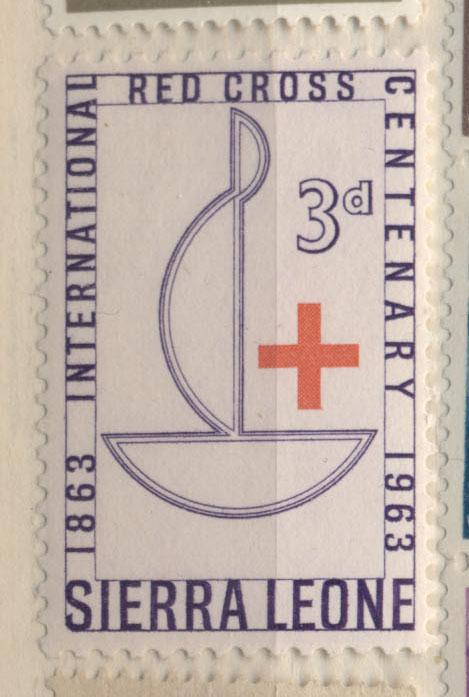 1863 INTERNATIONAL
RED CROSS
CENTENARY 1963
3d
SIERRA LEONE